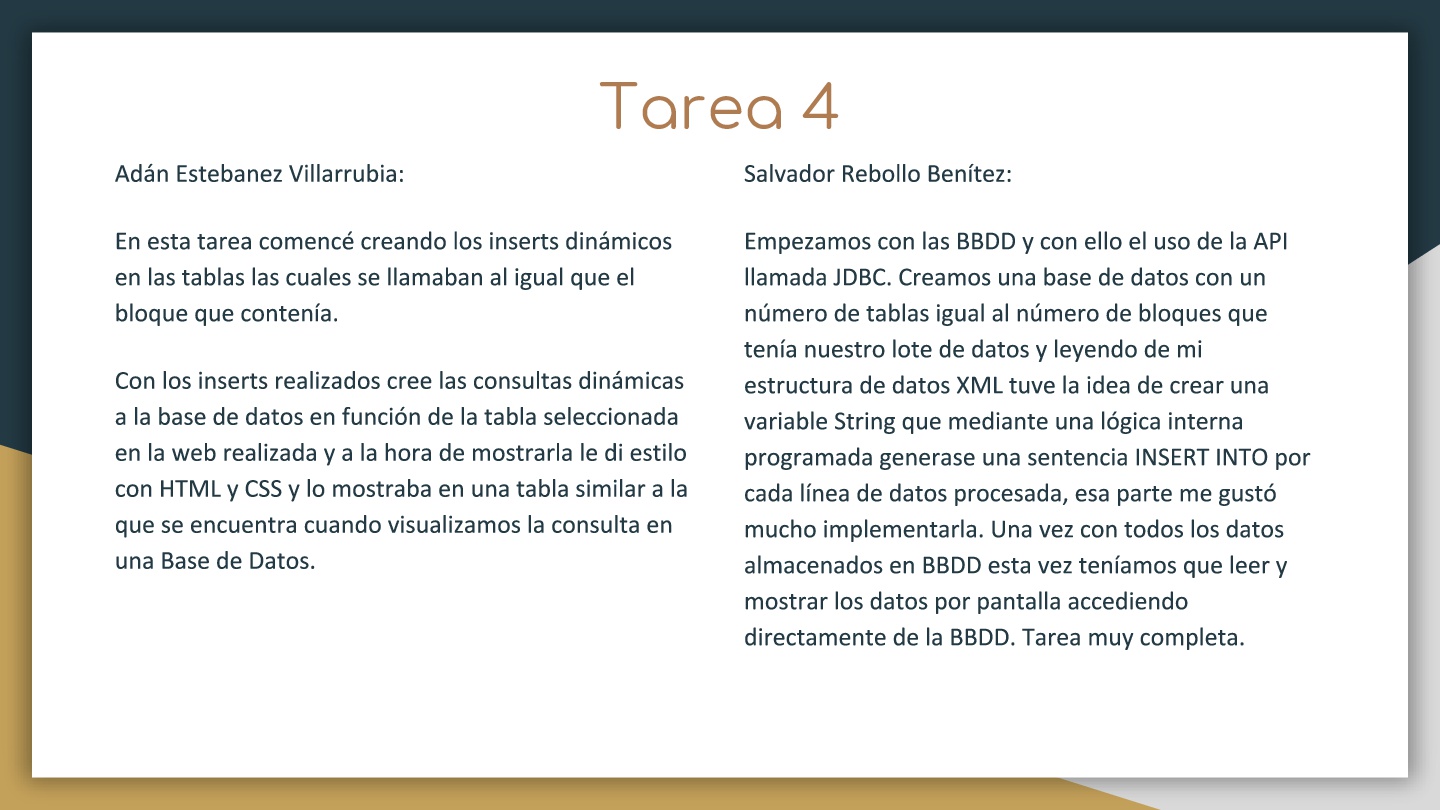 Tarea 4
Adán Estebanez Villarrubia:
En esta tarea comencé creando los inserts dinámicos
en las tablas las cuales se llamaban al igual que el
bloque que contenía.
Con los inserts realizados cree las consultas dinámicas
a la base de datos en función de la tabla seleccionada
en la web realizada y a la hora de mostrarla le di estilo
con HTML y CSS y lo mostraba en una tabla similar a la
que se encuentra cuando visualizamos la consulta en
una Base de Datos.
Salvador Rebollo Benítez:
Empezamos con las BBDD y con ello el uso de la API
llamada JDBC. Creamos una base de datos con un
número de tablas igual al número de bloques que
tenía nuestro lote de datos y leyendo de mi
estructura de datos XML tuve la idea de crear una
variable String que mediante una lógica interna
programada generase una sentencia INSERT INTO por
cada línea de datos procesada, esa parte me gustó
mucho implementarla. Una vez con todos los datos
almacenados en BBDD esta vez teníamos que leer y
mostrar los datos por pantalla accediendo
directamente de la BBDD. Tarea muy completa.